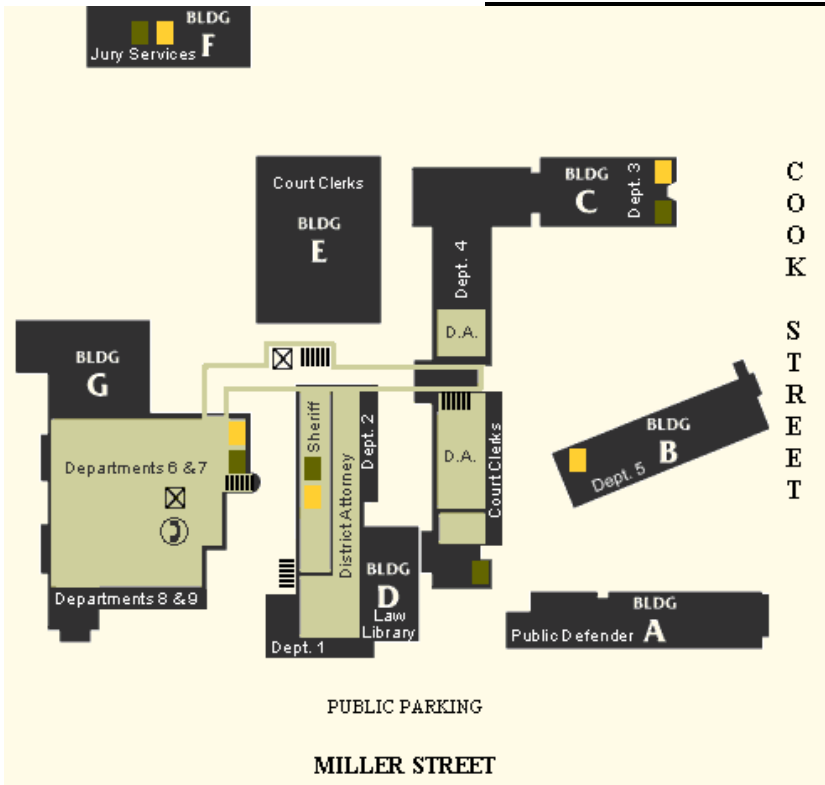 BLDG
F
Jury Services
Court Clerks
BLDG
E
BLDG
C
Dept. 3
Dept. 4
D.A.
COOK STREET
BLDG
G
Departments 6 & 7
Departments 8 & 9
Sheriff
District Attorney
Dept. 2
BLDG
D
Law
Library
Dept. 1
D.A.
Court Clerks
BLDG
B
Dept. 5
BLDG
A
Public Defender
PUBLIC PARKING
MILLER STREET